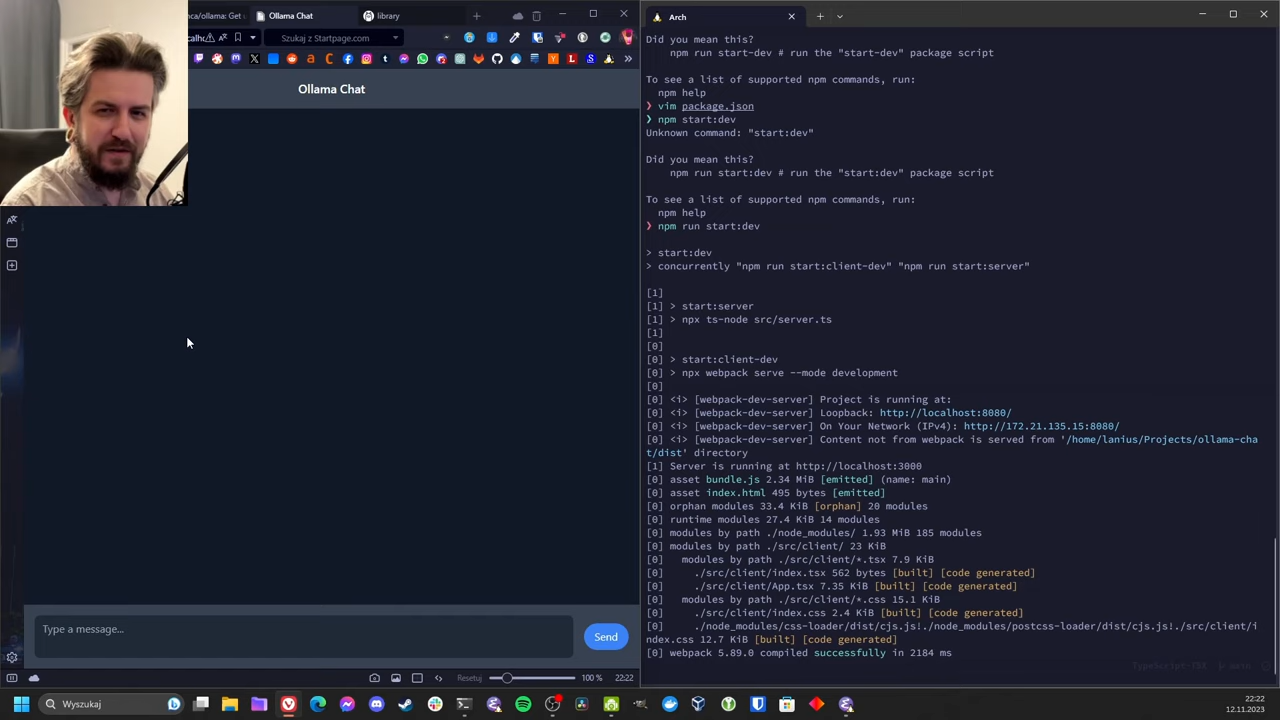 nca/ollama: Get u
Ollama Chat
library
alhc
Szukaj z Startpage.com
Ollama Chat
Type a message...
Send
Resetuj
100 %
22:22
Arch
Did you mean this?
npm run start-dev # run the "start-dev" package script
To see a list of supported npm commands, run:
npm help
❯ vim package.json
❯ npm start:dev
Unknown command: "start:dev"
Did you mean this?
npm run start:dev # run the "start:dev" package script
To see a list of supported npm commands, run:
npm help
❯ npm run start:dev
> start:dev
> concurrently "npm run start:client-dev" "npm run start:server"
[1]
[1] > start:server
[1] > npx ts-node src/server.ts
[1]
[0]
[0] > start:client-dev
[0] > npx webpack serve --mode development
[0]
[0] <i> [webpack-dev-server] Project is running at:
[0] <i> [webpack-dev-server] Loopback: http://localhost:8080/
[0] <i> [webpack-dev-server] On Your Network (IPv4): http://172.21.135.15:8080/
[0] <i> [webpack-dev-server] Content not from webpack is served from '/home/lanius/Projects/ollama-cha
t/dist' directory
[1] Server is running at http://localhost:3000
[0] asset bundle.js 2.34 MiB [emitted] (name: main)
[0] asset index.html 495 bytes [emitted]
[0] orphan modules 33.4 KiB [orphan] 20 modules
[0] runtime modules 27.4 KiB 14 modules
[0] modules by path ./node_modules/ 1.93 MiB 185 modules
[0] modules by path ./src/client/ 23 KiB
[0]   modules by path ./src/client/*.tsx 7.9 KiB
[0]     ./src/client/index.tsx 562 bytes [built] [code generated]
[0]     ./src/client/App.tsx 7.35 KiB [built] [code generated]
[0]   modules by path ./src/client/*.css 15.1 KiB
[0]     ./src/client/index.css 2.4 KiB [built] [code generated]
[0]     ./node_modules/css-loader/dist/cjs.js!./node_modules/postcss-loader/dist/cjs.js!./src/client/i
ndex.css 12.7 KiB [built] [code generated]
[0] webpack 5.89.0 compiled successfully in 2184 ms
TypeScript-TSX main
Wyszukaj
22:22
12.11.2023